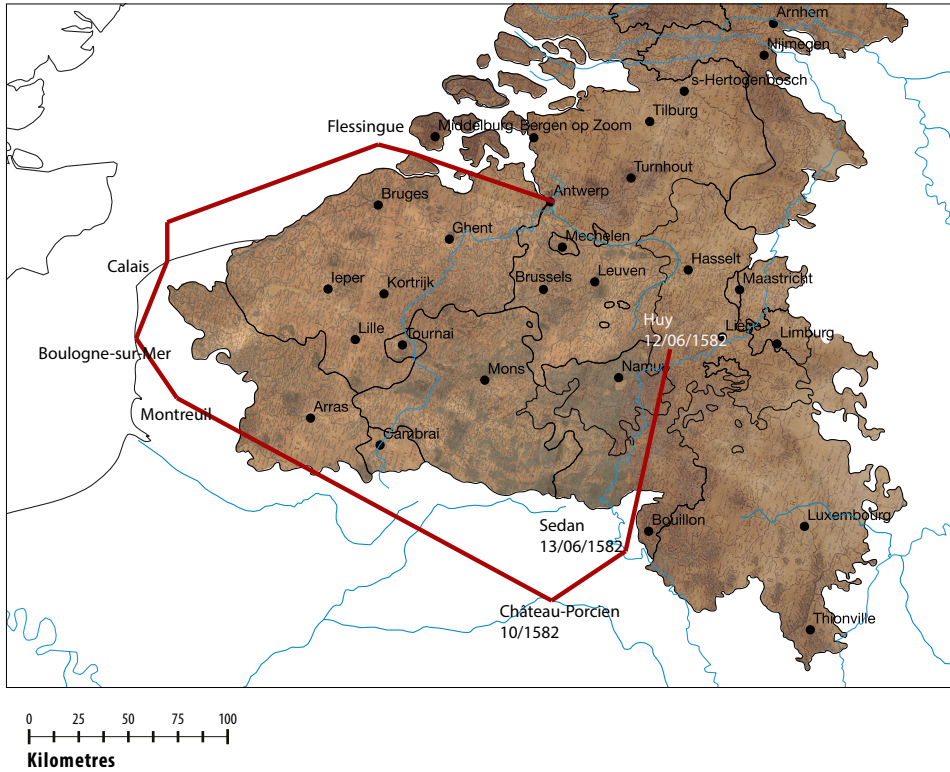 Arnhem
Nijmegen
s-Hertogenbosch
Tilburg
Flessingue
Middelburg
Bergen op Zoom
Turnhout
Bruges
Antwerp
Ghent
Mechelen
Calais
Hasselt
Ieper
Kortrijk
Brussels
Leuven
Maastricht
Huy
12/06/1582
Liège
Limburg
Boulogne-sur-Mer
Lille
Tournai
Mons
Namur
Montreuil
Arras
Cambrai
Sedan
13/06/1582
Bouillon
Luxembourg
Château-Porcien
10/1582
Thionville
0 25 50 75 100
Kilometres